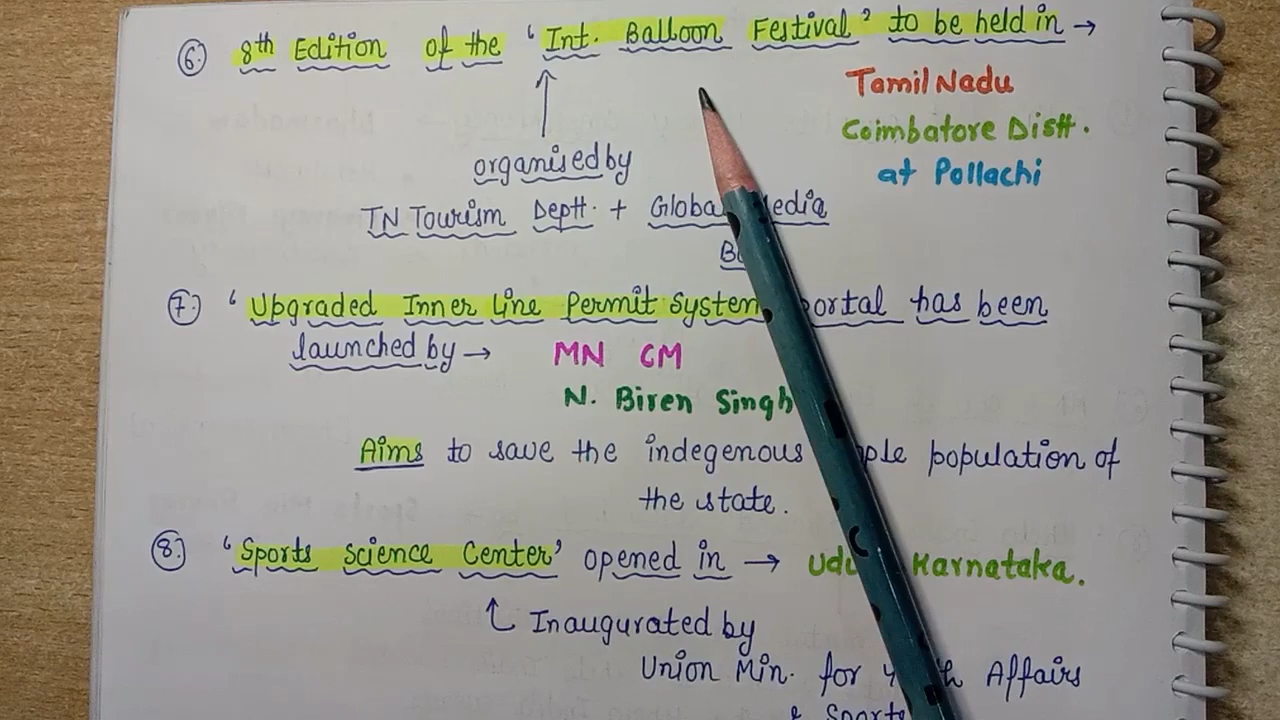 6. 8th Edition of the 'Int. Balloon Festival' to be held in →
Tamil Nadu
Coimbatore Distt.
at Pollachi
organised by
TN Tourism Deptt. + Global Media
7. ' Upgraded Inner Line Permit System portal has been
launched by → MN CM
N. Biren Singh
Aims to save the indegenous population of
the state.
8. 'Sports Science Center' opened in → Karnataka.
Inaugurated by
Union Min. for Affairs
& Sports